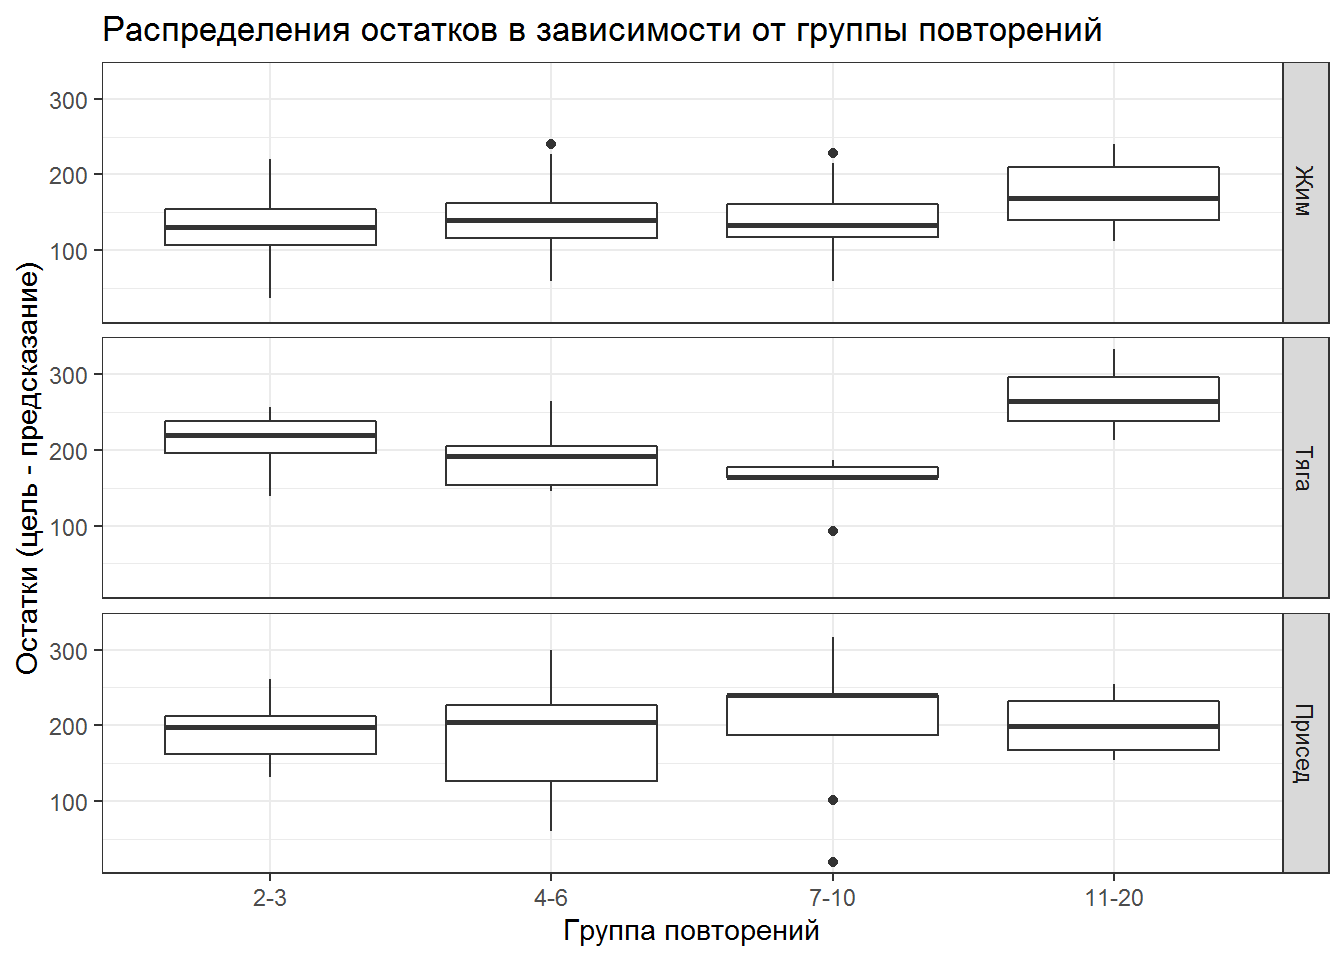 Распределения остатков в зависимости от группы повторений
Остатки (цель - предсказание)
300
200
100
Жим
300
200
100
Тяга
300
200
100
Присед
2-3
4-6
7-10
11-20
Группа повторений